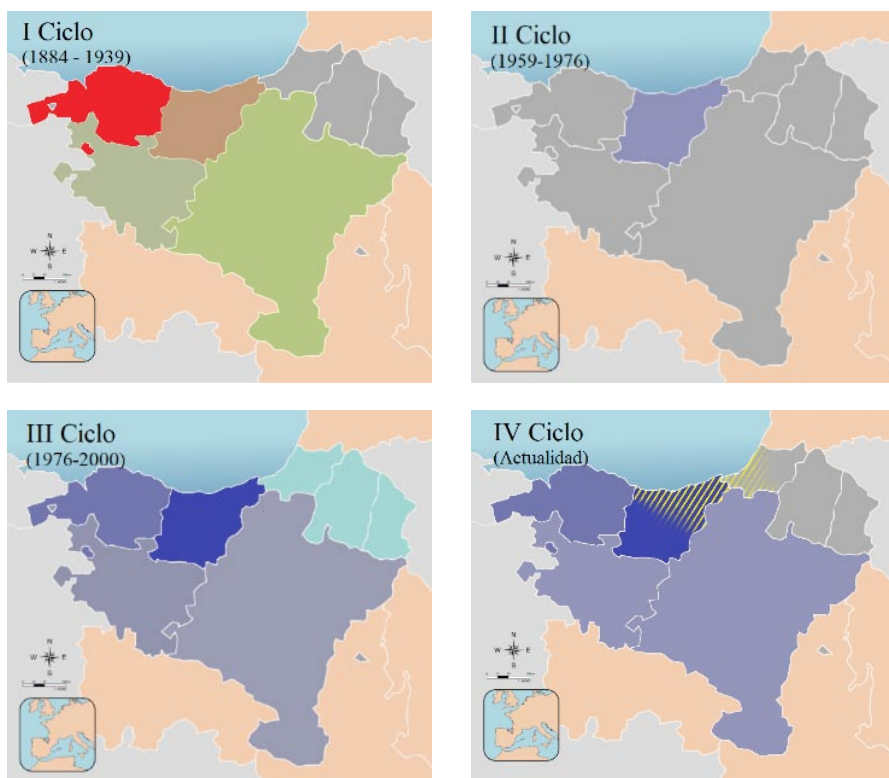 I Ciclo
(1884 - 1939)
II Ciclo
(1959-1976)
N
W E
S
N
W E
S
III Ciclo
(1976-2000)
IV Ciclo
(Actualidad)
N
W E
S
N
W E
S